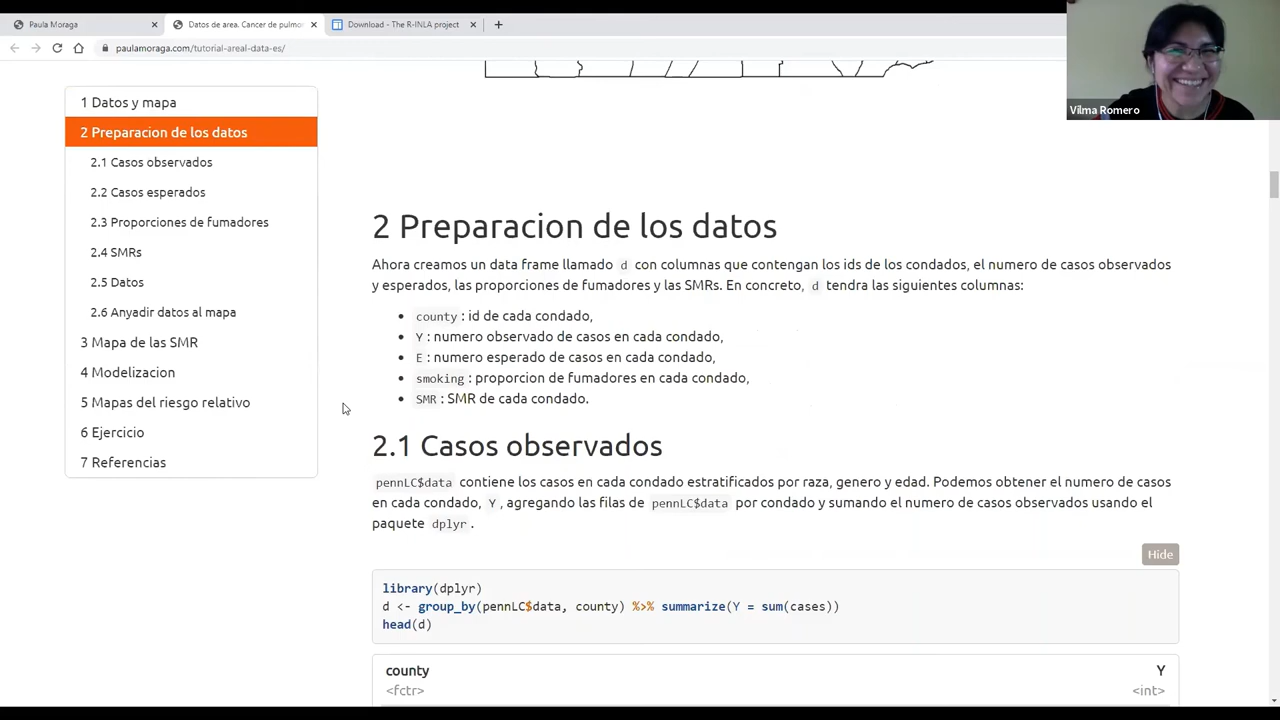 Paula Moraga
Datos de area. Cancer de pulmo
Download - The R-INLA project
paulamoraga.com/tutorial-areal-data-es/
Vilma Romero
1 Datos y mapa
2 Preparacion de los datos
2.1 Casos observados
2.2 Casos esperados
2.3 Proporciones de fumadores
2.4 SMRs
2.5 Datos
2.6 Anyadir datos al mapa
3 Mapa de las SMR
4 Modelizacion
5 Mapas del riesgo relativo
6 Ejercicio
7 Referencias
2 Preparacion de los datos
Ahora creamos un data frame llamado d con columnas que contengan los ids de los condados, el numero de casos observados
y esperados, las proporciones de fumadores y las SMRs. En concreto, d tendra las siguientes columnas:
• county : id de cada condado,
• Y : numero observado de casos en cada condado,
• E : numero esperado de casos en cada condado,
• smoking : proporcion de fumadores en cada condado,
• SMR : SMR de cada condado.
2.1 Casos observados
pennLC$data contiene los casos en cada condado estratificados por raza, genero y edad. Podemos obtener el numero de casos
en cada condado, Y , agregando las filas de pennLC$data por condado y sumando el numero de casos observados usando el
paquete dplyr .
Hide
library(dplyr)
d <- group_by(pennLC$data, county) %>% summarize(Y = sum(cases))
head(d)
county Y
<fctr> <int>